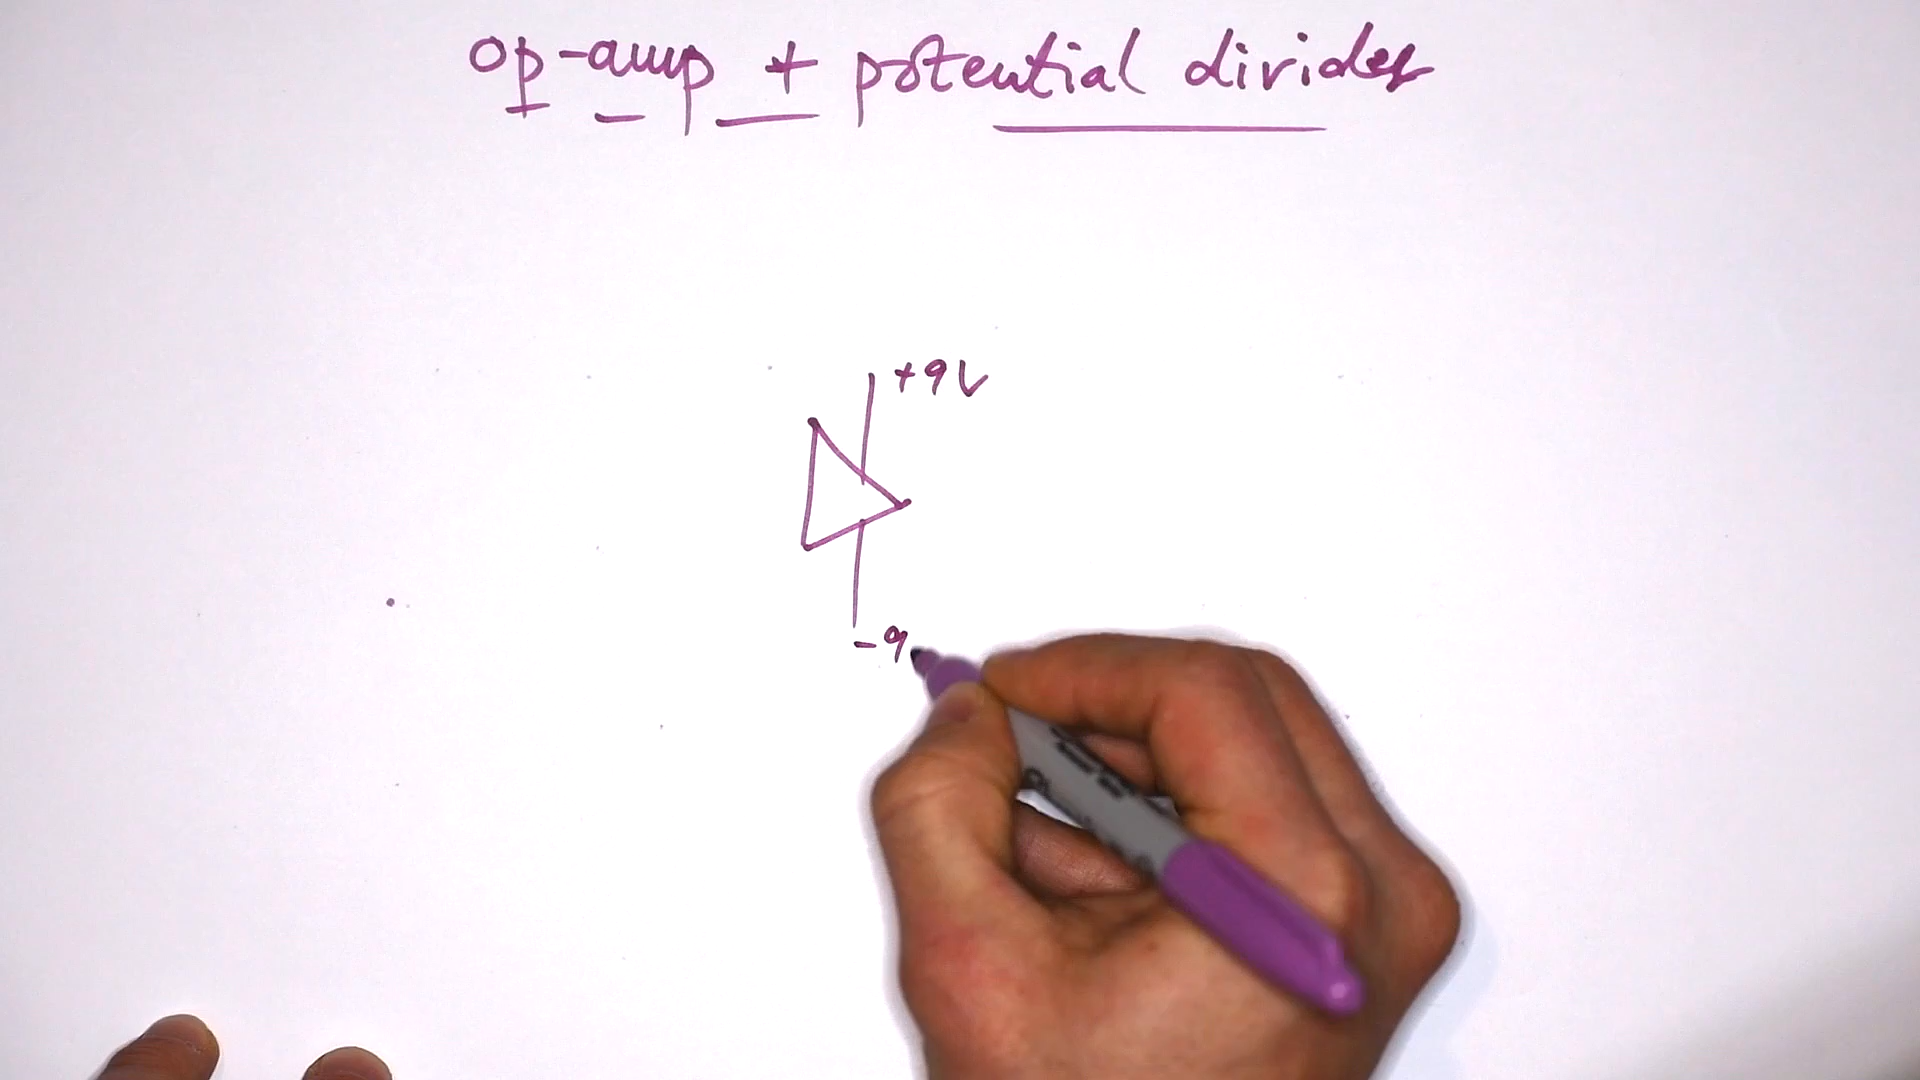 op-amp + potential divider
+9V
-9